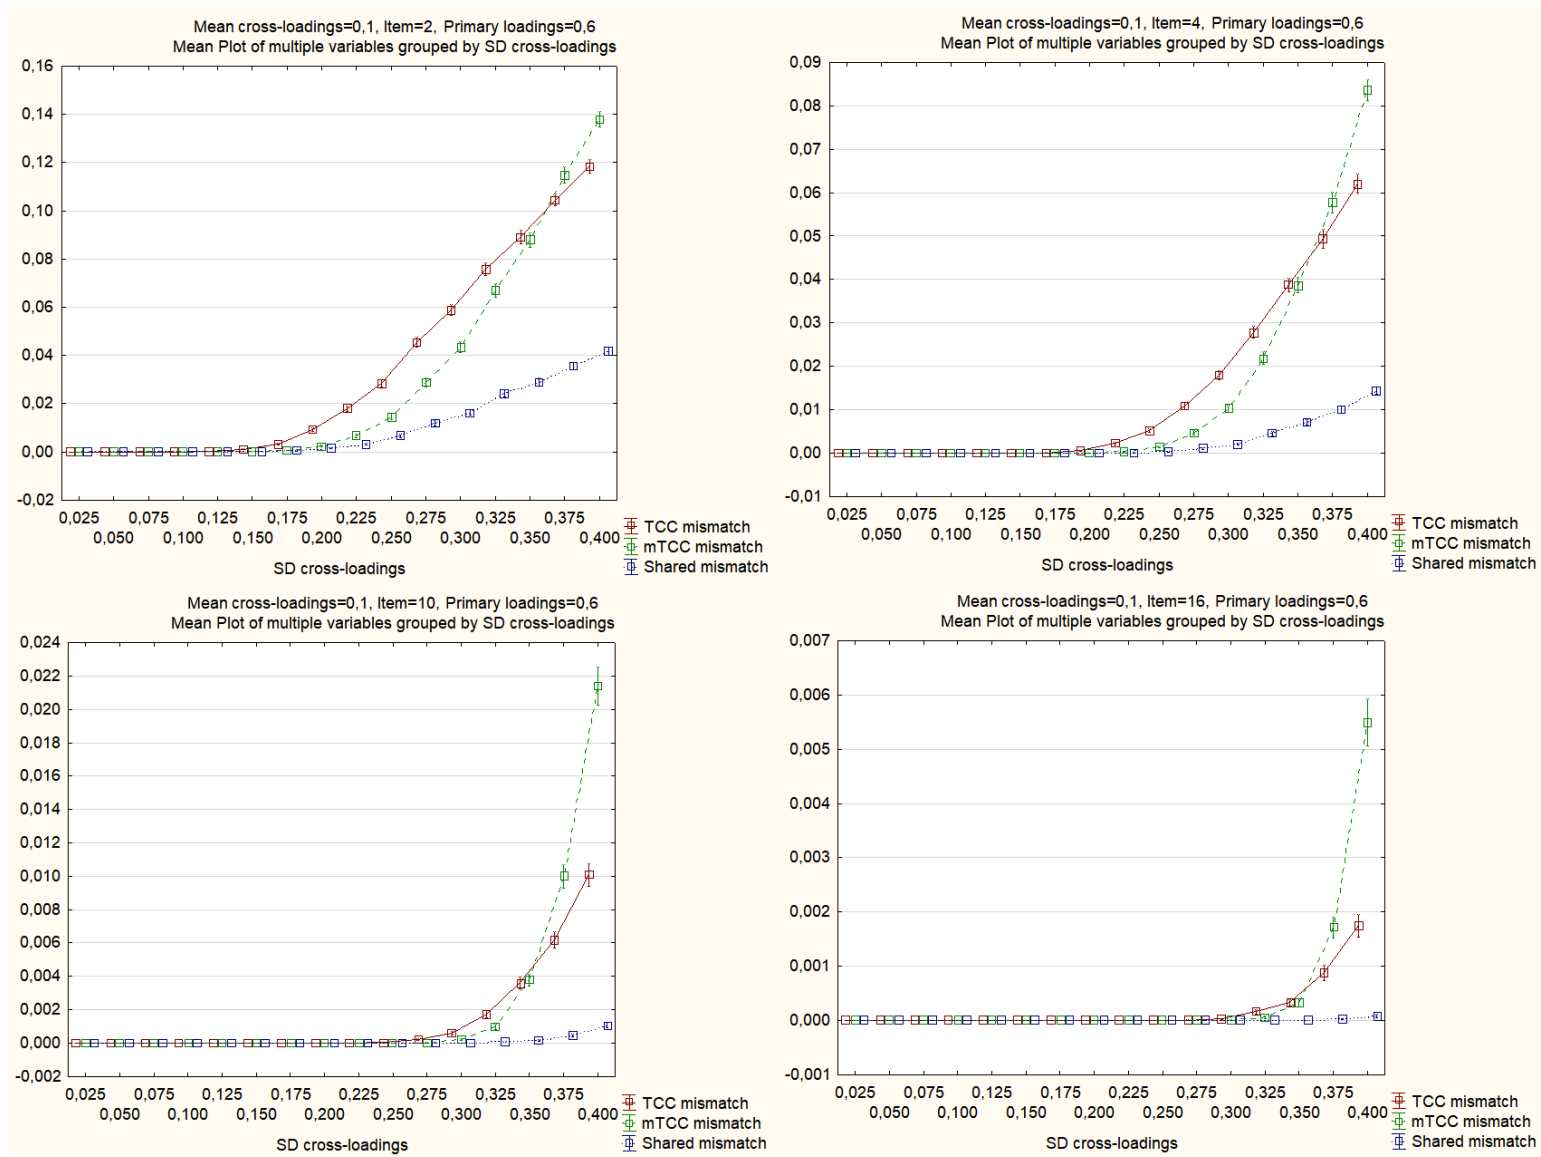 Mean cross-loadings=0,1, Item=2, Primary loadings=0,6
Mean Plot of multiple variables grouped by SD cross-loadings
0,16
0,14
0,12
0,10
0,08
0,06
0,04
0,02
0,00
-0,02
0,025 0,075 0,125 0,175 0,225 0,275 0,325 0,375
0,050 0,100 0,150 0,200 0,250 0,300 0,350 0,400
SD cross-loadings
TCC mismatch
mTCC mismatch
Shared mismatch
Mean cross-loadings=0,1, Item=4, Primary loadings=0,6
Mean Plot of multiple variables grouped by SD cross-loadings
0,09
0,08
0,07
0,06
0,05
0,04
0,03
0,02
0,01
0,00
-0,01
0,025 0,075 0,125 0,175 0,225 0,275 0,325 0,375
0,050 0,100 0,150 0,200 0,250 0,300 0,350 0,400
SD cross-loadings
TCC mismatch
mTCC mismatch
Shared mismatch
Mean cross-loadings=0,1, Item=10, Primary loadings=0,6
Mean Plot of multiple variables grouped by SD cross-loadings
0,024
0,022
0,020
0,018
0,016
0,014
0,012
0,010
0,008
0,006
0,004
0,002
0,000
-0,002
0,025 0,075 0,125 0,175 0,225 0,275 0,325 0,375
0,050 0,100 0,150 0,200 0,250 0,300 0,350 0,400
SD cross-loadings
TCC mismatch
mTCC mismatch
Shared mismatch
Mean cross-loadings=0,1, Item=16, Primary loadings=0,6
Mean Plot of multiple variables grouped by SD cross-loadings
0,007
0,006
0,005
0,004
0,003
0,002
0,001
0,000
-0,001
0,025 0,075 0,125 0,175 0,225 0,275 0,325 0,375
0,050 0,100 0,150 0,200 0,250 0,300 0,350 0,400
SD cross-loadings
TCC mismatch
mTCC mismatch
Shared mismatch